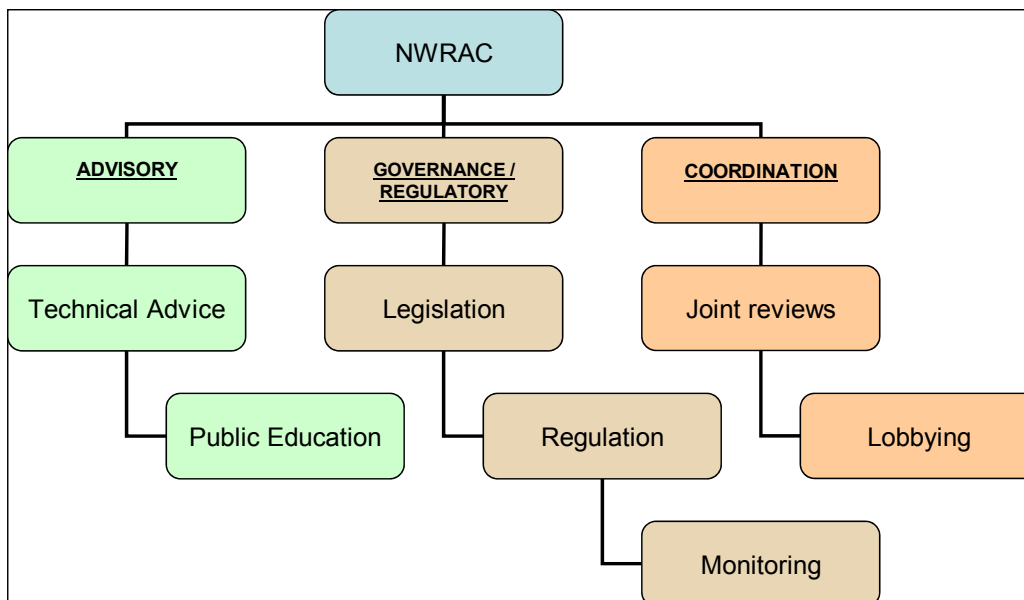 NWRAC
ADVISORY
GOVERNANCE /
REGULATORY
COORDINATION
Technical Advice
Legislation
Joint reviews
Public Education
Regulation
Lobbying
Monitoring